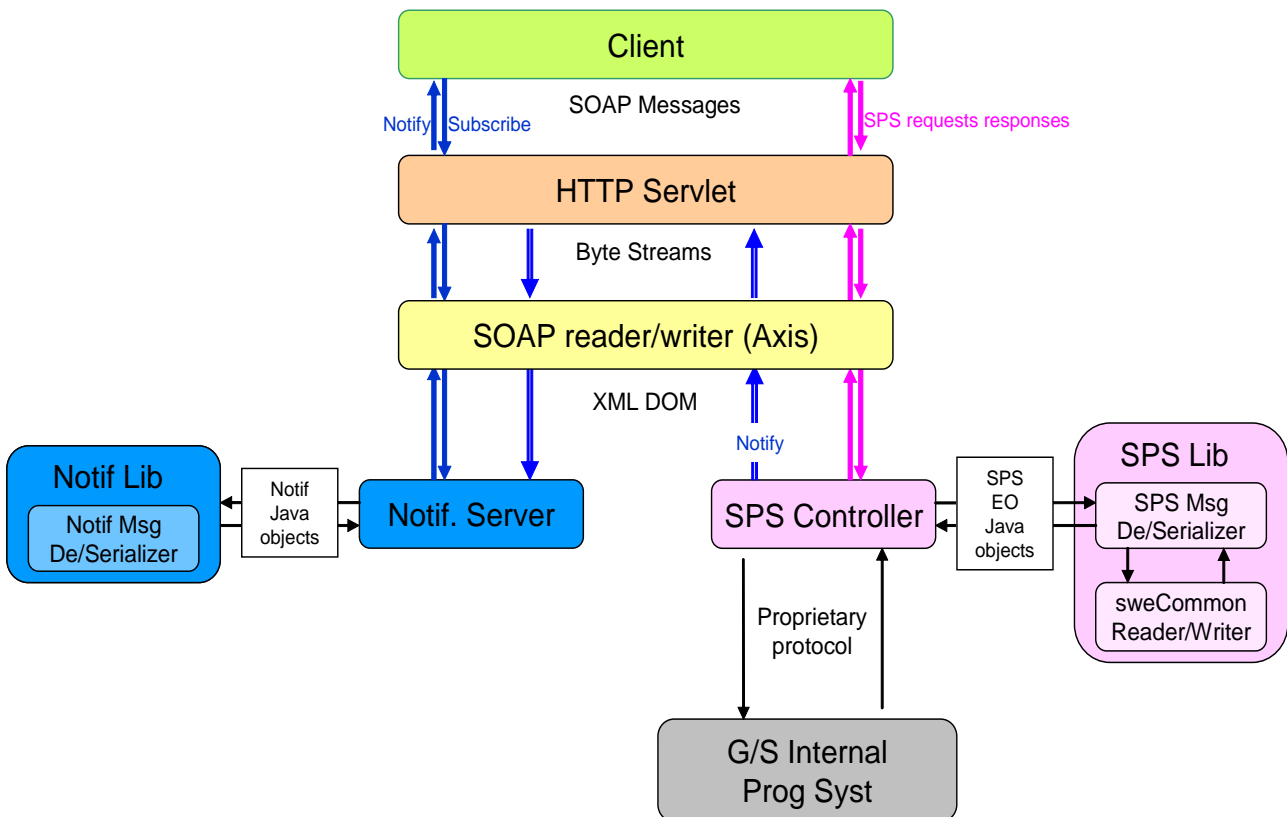 Client
SOAP Messages
Notify
Subscribe
SPS requests responses
HTTP Servlet
Byte Streams
SOAP reader/writer (Axis)
XML DOM
Notify
Notif Lib
Notif Msg
De/Serializer
Notif
Java
objects
Notif. Server
SPS Controller
SPS
EO
Java
objects
SPS Lib
SPS Msg
De/Serializer
sweCommon
Reader/Writer
Proprietary
protocol
G/S Internal
Prog Syst